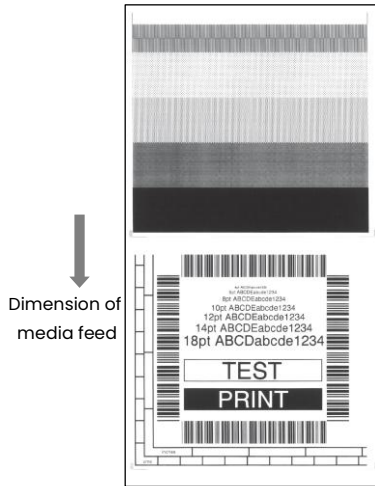 Dimension of
media feed
8pt ABCDEabcde1234
10pt ABCDEabcde1234
12pt ABCDEabcde1234
14pt ABCDEabcde1234
18pt ABCDabcde1234
TEST
PRINT